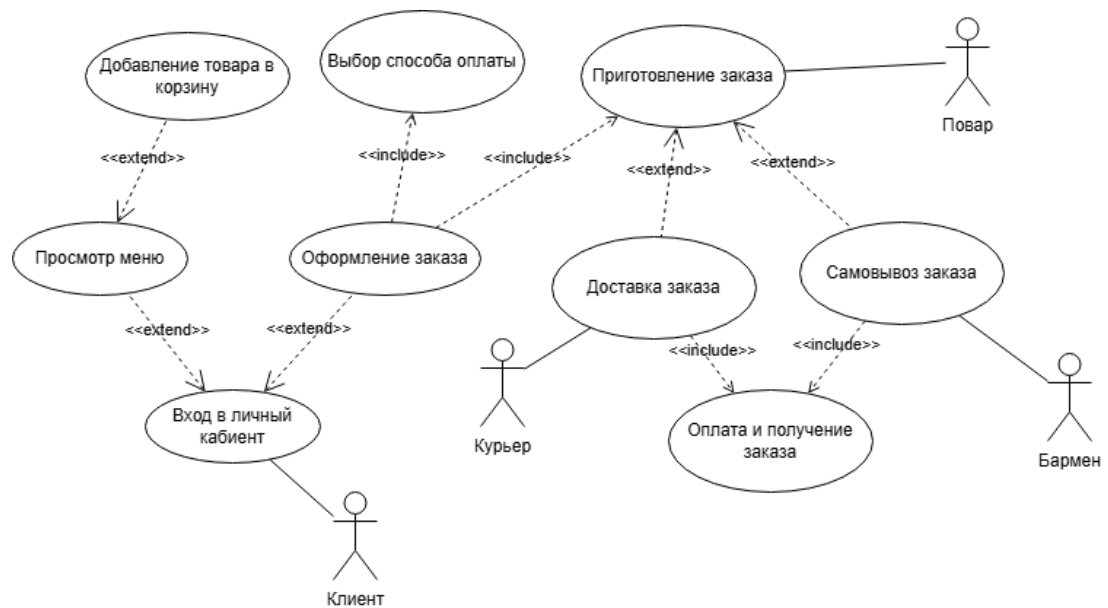 Добавление товара в
корзину
Выбор способа оплаты
Приготовление заказа
Повар
<<extend>>
<<include>>
<<include>>
<<extend>>
<<extend>>
Просмотр меню
Оформление заказа
Доставка заказа
Самовывоз заказа
<<extend>>
<<extend>>
<<include>>
<<include>>
Вход в личный
кабиент
Курьер
Оплата и получение
заказа
Бармен
Клиент